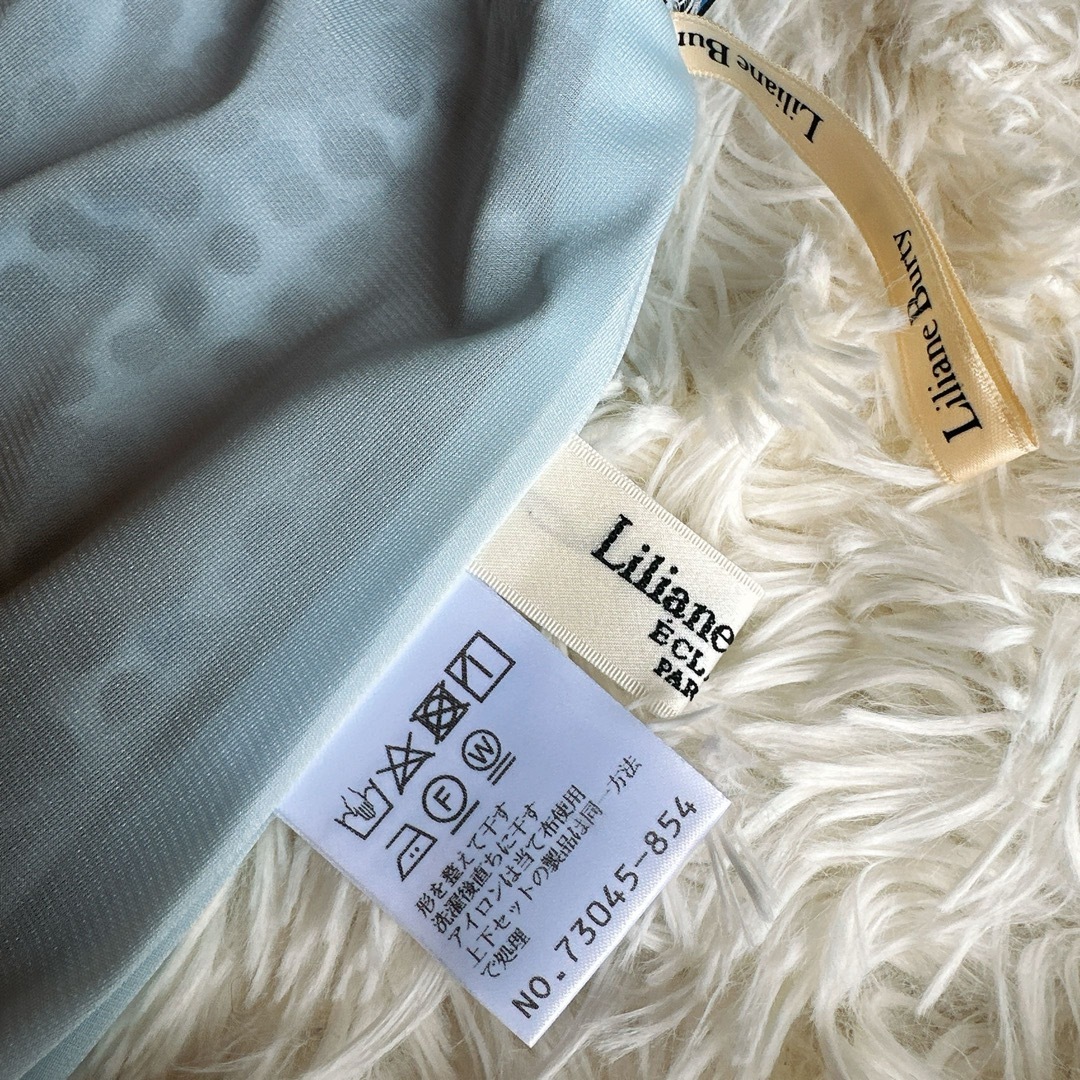 Liliane Bu
Liliane Burty
Liliane
ÉCL
PAR
F
W
形を整えて干す
洗濯後直ちに干す
アイロンは当て布使用
上下セットの製品は同一方法
で処理
NO.73045-854